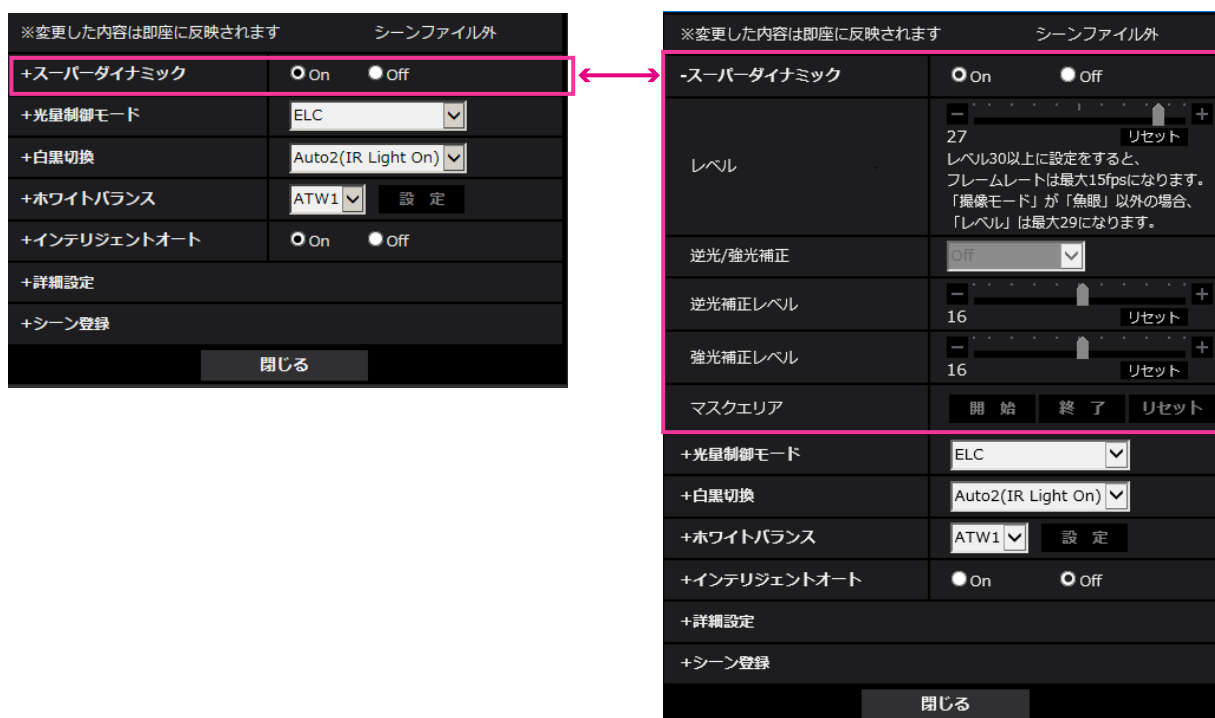 ※変更した内容は即座に反映されます シーンファイル外
+スーパーダイナミック On Off
+光量制御モード ELC
+白黒切換 Auto2(IR Light On)
+ホワイトバランス ATW1 設 定
+インテリジェントオート On Off
+詳細設定
+シーン登録
閉じる
※変更した内容は即座に反映されます シーンファイル外
-スーパーダイナミック On Off
レベル
27 リセット
レベル30以上に設定をすると、
フレームレートは最大15fpsになります。
「撮像モード」が「魚眼」以外の場合、
「レベル」は最大29になります。
逆光/強光補正 Off
逆光補正レベル
16 リセット
強光補正レベル
16 リセット
マスクエリア 開 始 終 了 リセット
+光量制御モード ELC
+白黒切換 Auto2(IR Light On)
+ホワイトバランス ATW1 設 定
+インテリジェントオート On Off
+詳細設定
+シーン登録
閉じる